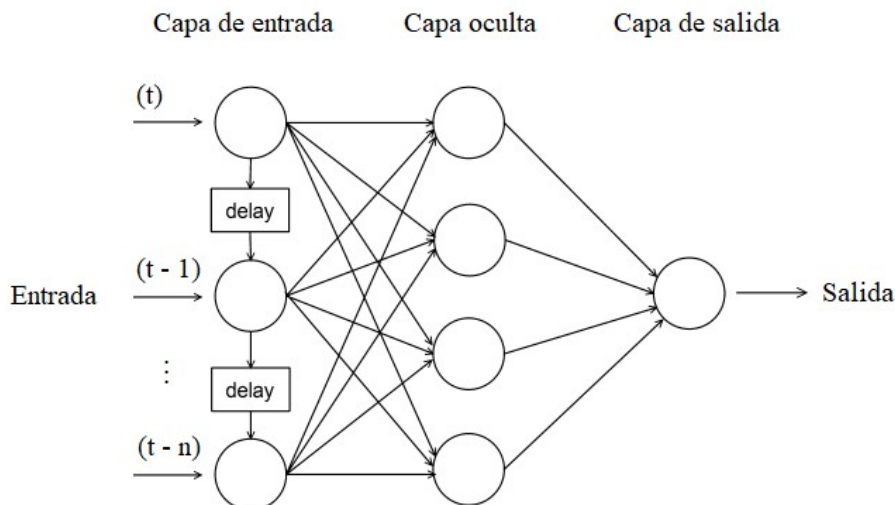 Capa de entrada Capa oculta Capa de salida
(t)
delay
(t - 1)
Entrada Salida
⋮
delay
(t - n)